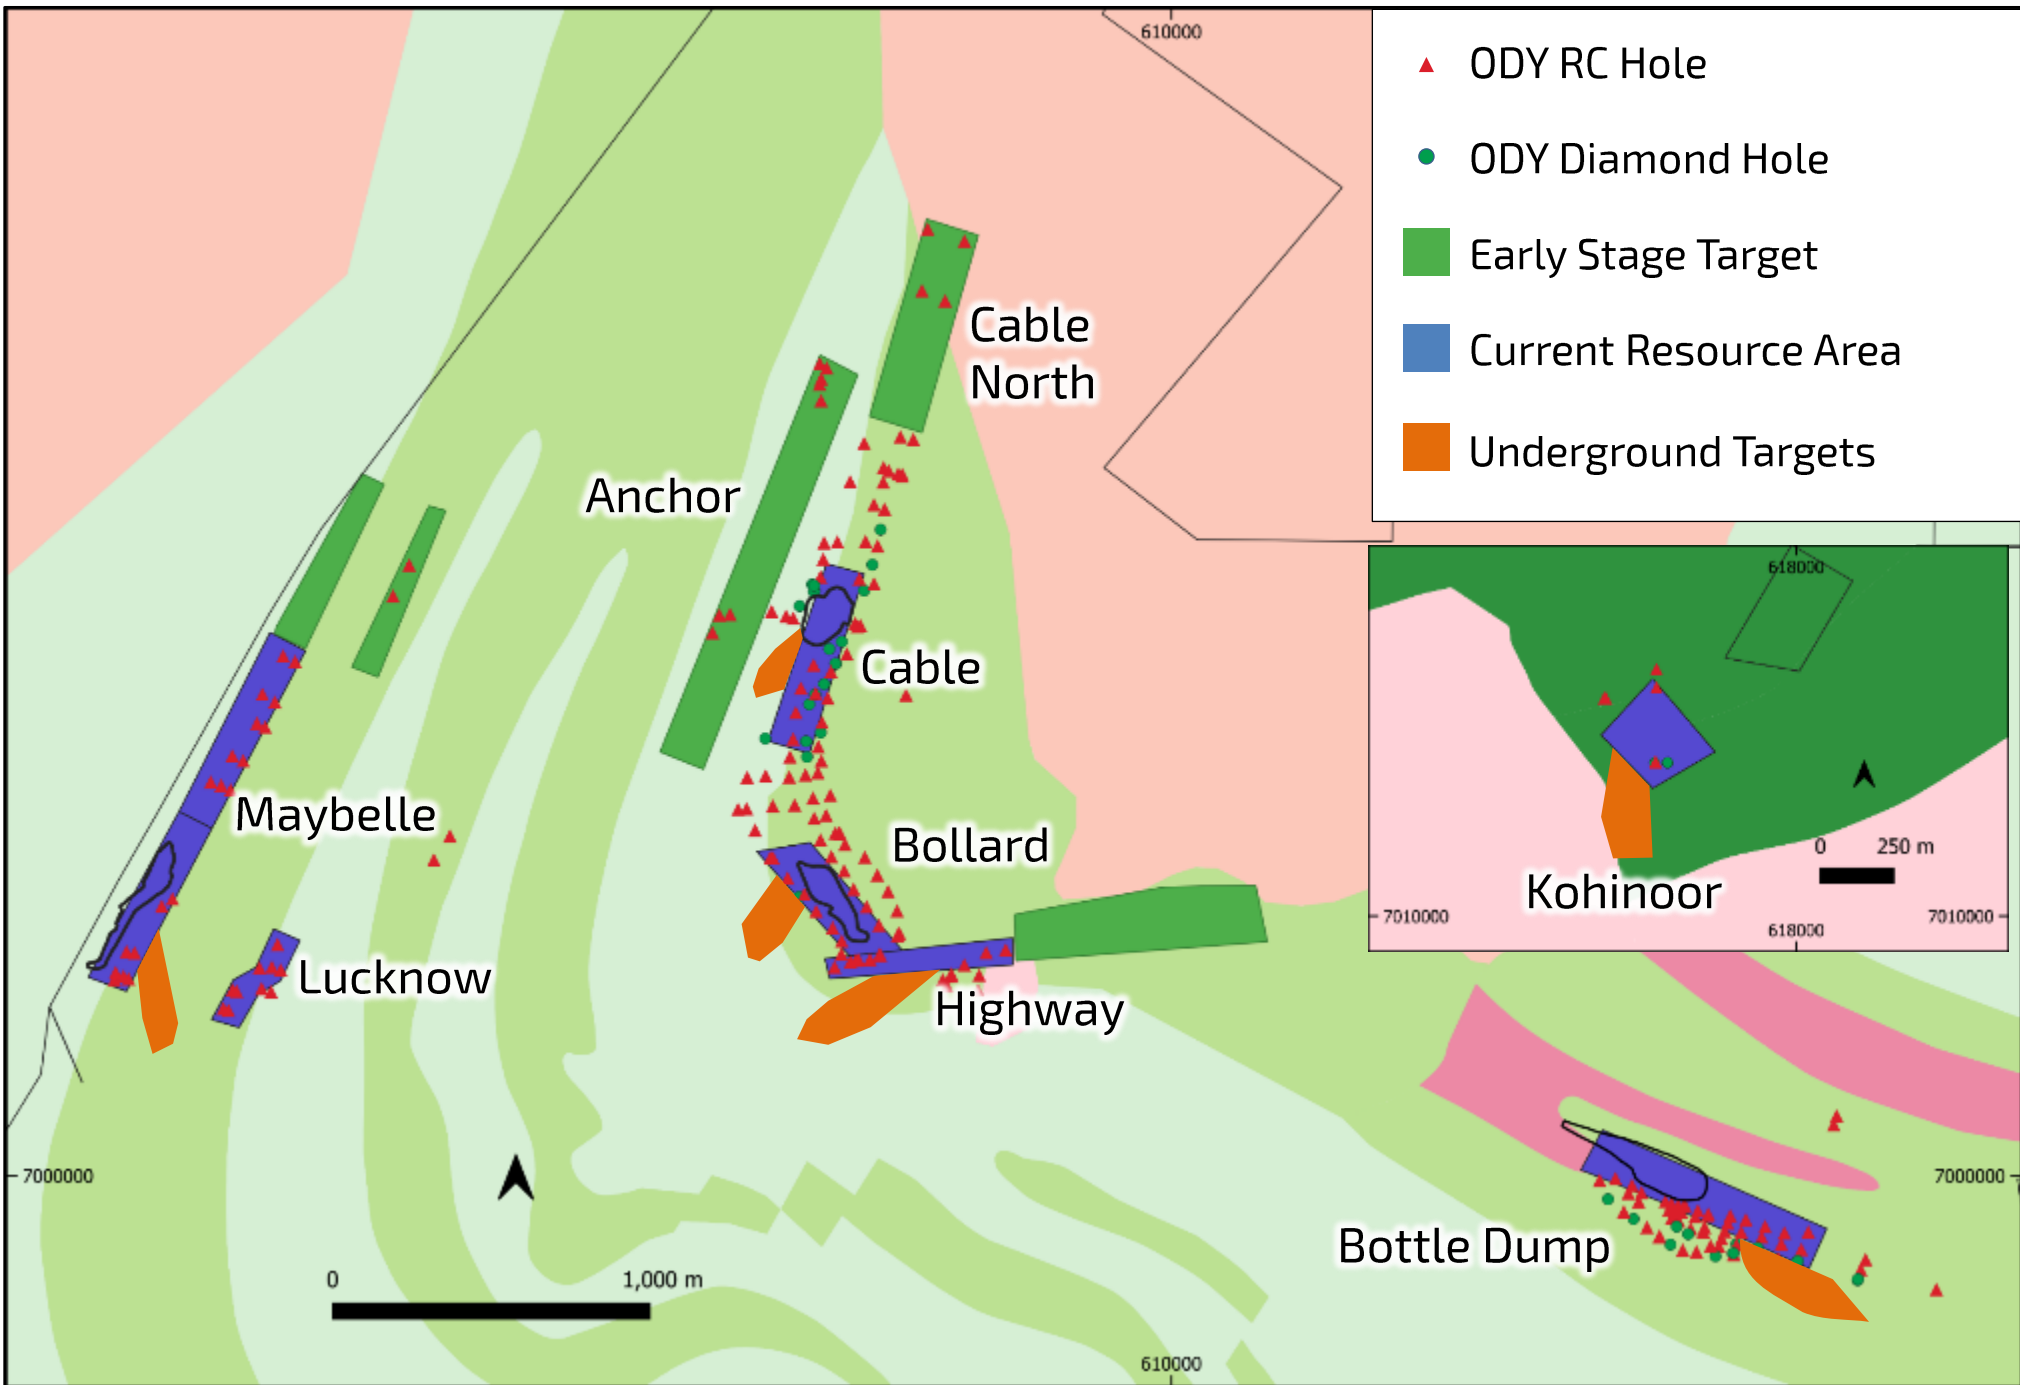 610000
ODY RC Hole
ODY Diamond Hole
Early Stage Target
Current Resource Area
Underground Targets
Cable
North
Anchor
Cable
Maybelle
Bollard
Lucknow
Highway
618000
0 250 m
Kohinoor
7010000 7010000
618000
7000000 7000000
Bottle Dump
0 1,000 m
610000